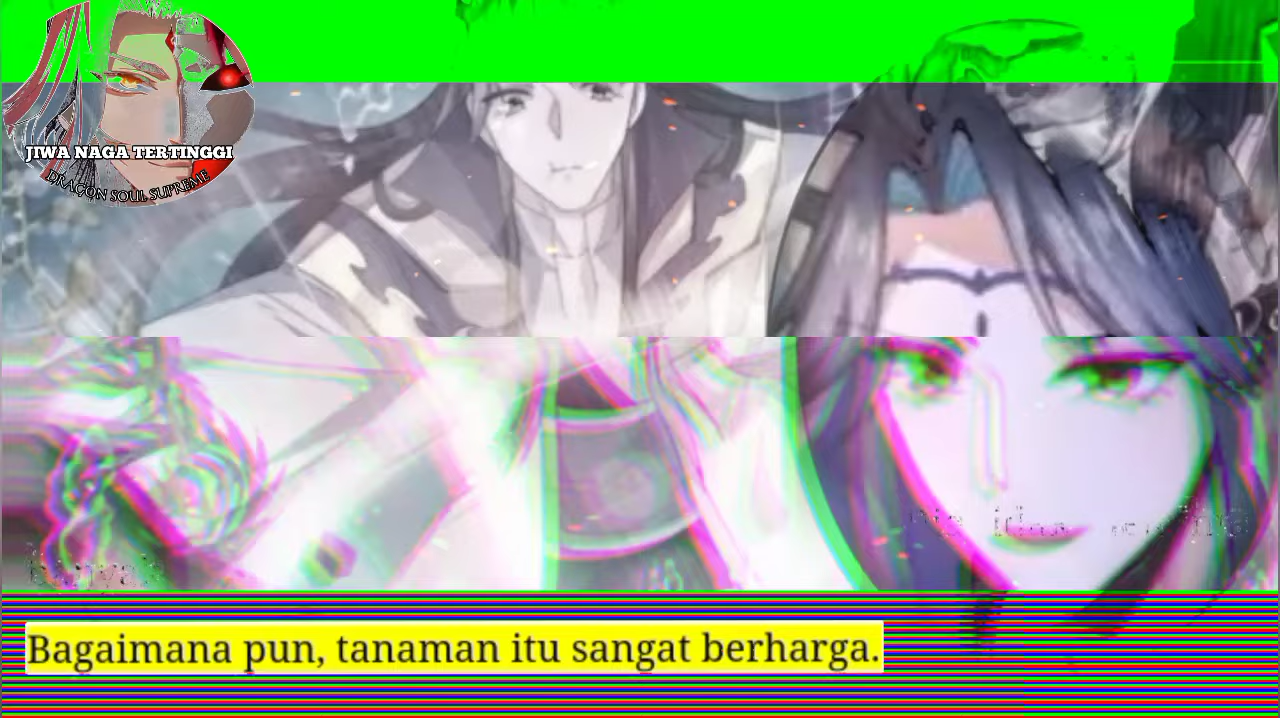 JIWA NAGA TERTINGGI
DRAGON SOUL SUPREME
Bagaimana pun, tanaman itu sangat berharga.